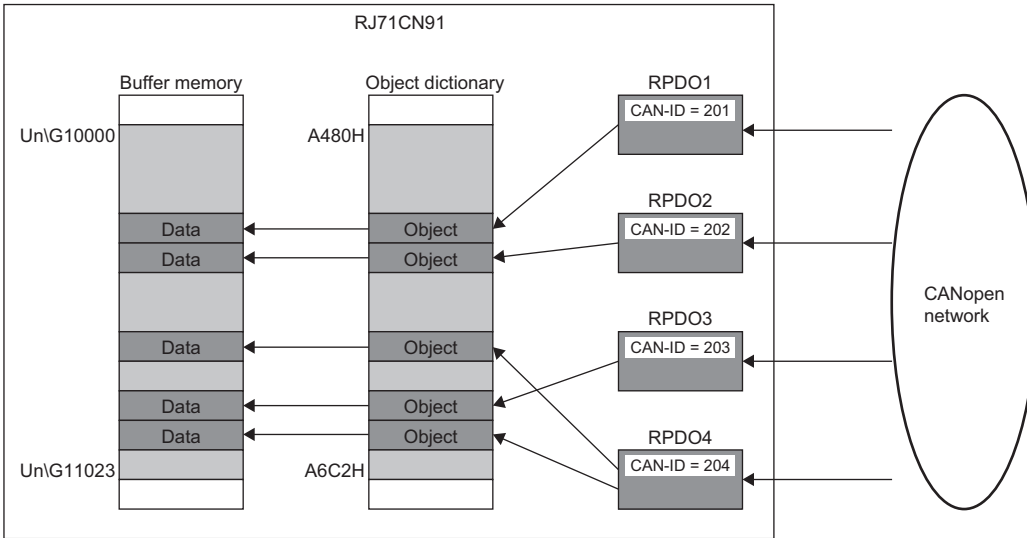 RJ71CN91
Buffer memory
Object dictionary
RPDO1
CAN-ID = 201
Un\G10000
A480H
RPDO2
CAN-ID = 202
Data
Object
Data
Object
CANopen
network
RPDO3
CAN-ID = 203
Data
Object
Data
Object
Data
Object
RPDO4
CAN-ID = 204
Un\G11023
A6C2H